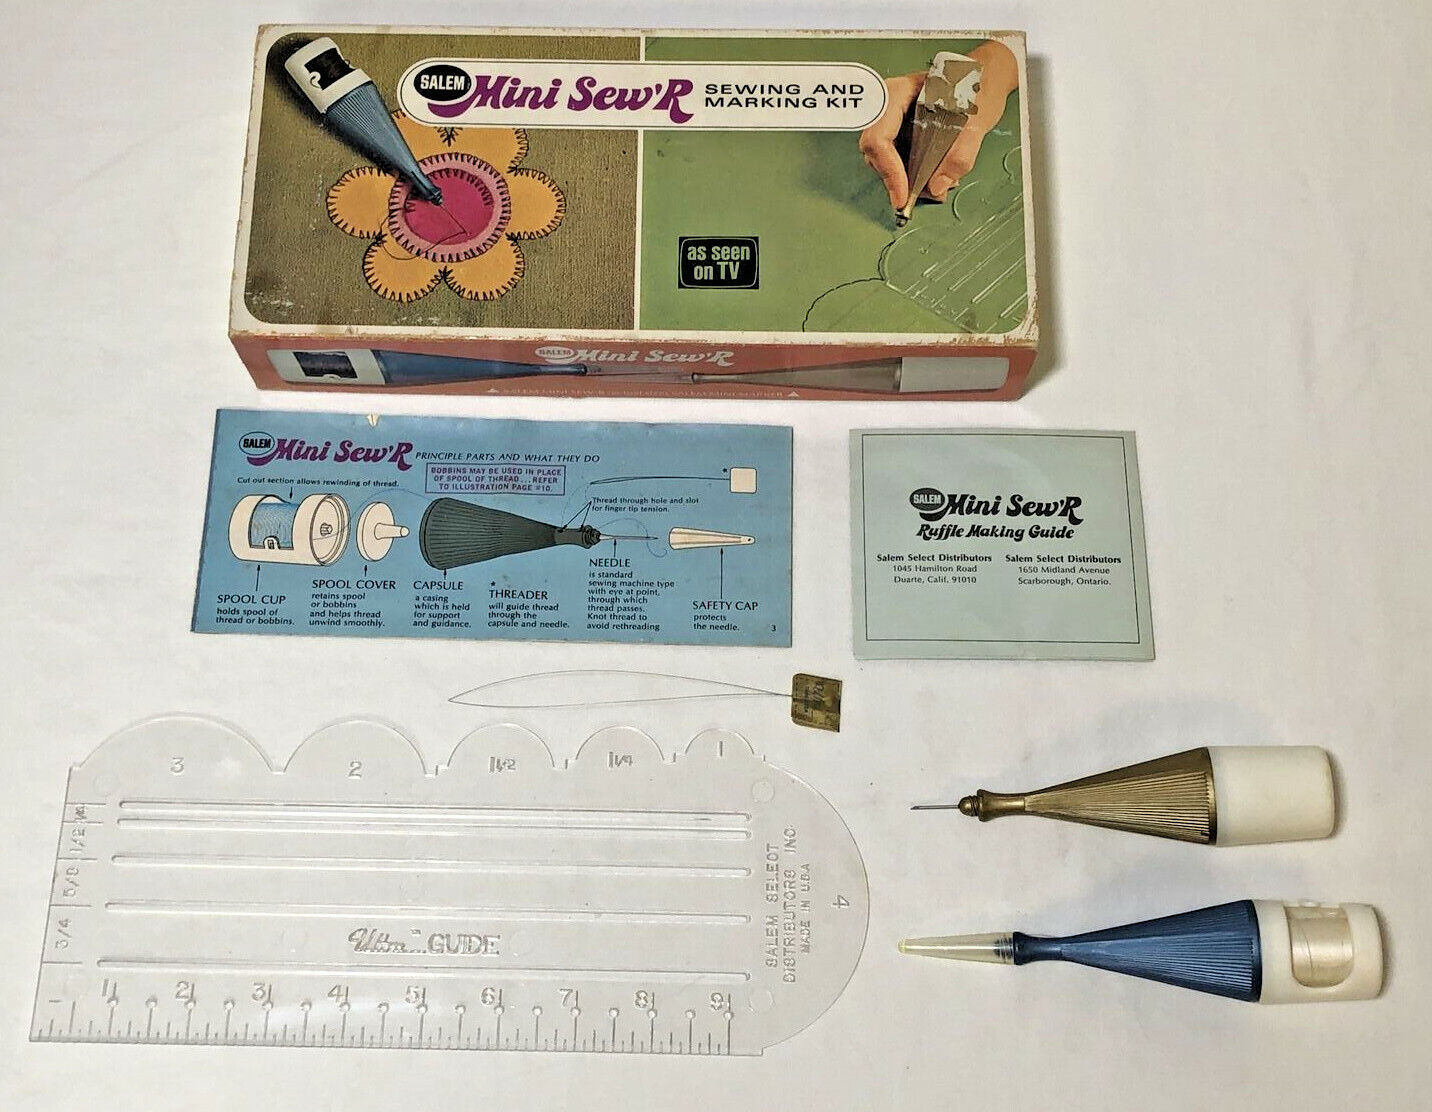 SALEM Mini Sew'R SEWING AND
MARKING KIT
as seen
on TV
SALEM Mini Sew'R
SALEM Mini Sew'R PRINCIPLE PARTS AND WHAT THEY DO
BOBBINS MAY BE USED IN PLACE
OF SPOOL OF THREAD...REFER
TO ILLUSTRATION PAGE #10.
Cut out section allows rewinding of thread.
*
Thread through hole and slot
for finger tip tension.
SPOOL CUP
holds spool of
thread or bobbins.
SPOOL COVER
retains spool
or bobbins
and helps thread
unwind smoothly.
CAPSULE
a casing
which is held
for support
and guidance.
*
THREADER
will guide thread
through the
capsule and needle.
NEEDLE
is standard
sewing machine type
with eye at point,
through which
thread passes.
Knot thread to
avoid rethreading
SAFETY CAP
protects
the needle.
3
SALEM Mini Sew'R
Ruffle Making Guide
Salem Select Distributors
1045 Hamilton Road
Duarte, Calif. 91010
Salem Select Distributors
1650 Midland Avenue
Scarborough, Ontario.
3 2 1 1/2 1 1/4 1
1/2
5/8
3/4
4
SALEM SELECT
DISTRIBUTORS INC.
MADE IN U.S.A
GUIDE
1 2 3 4 5 6 7 8 9